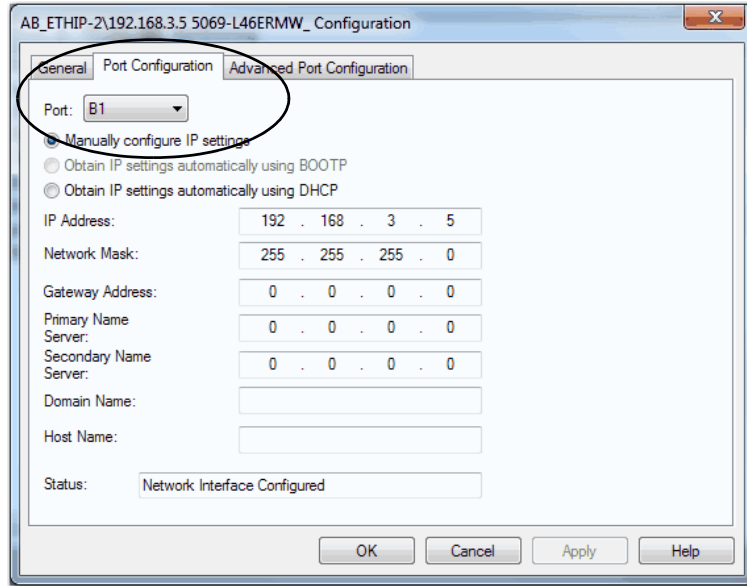 AB_ETHIP-2\192.168.3.5 5069-L46ERMW_ Configuration
General Port Configuration Advanced Port Configuration
Port: B1
Manually configure IP settings
Obtain IP settings automatically using BOOTP
Obtain IP settings automatically using DHCP
IP Address: 192 . 168 . 3 . 5
Network Mask: 255 . 255 . 255 . 0
Gateway Address: 0 . 0 . 0 . 0
Primary Name
Server: 0 . 0 . 0 . 0
Secondary Name
Server: 0 . 0 . 0 . 0
Domain Name:
Host Name:
Status: Network Interface Configured
OK Cancel Apply Help